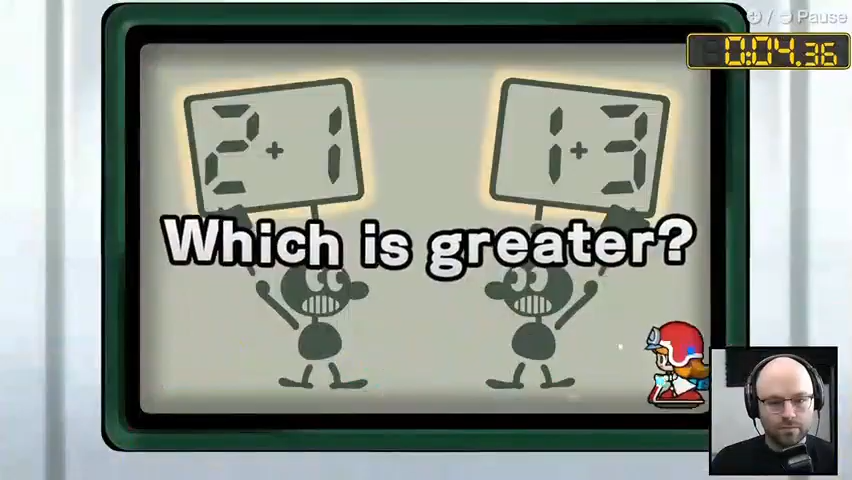 / Pause
0:04.36
2 + 1
1 + 3
Which is greater?